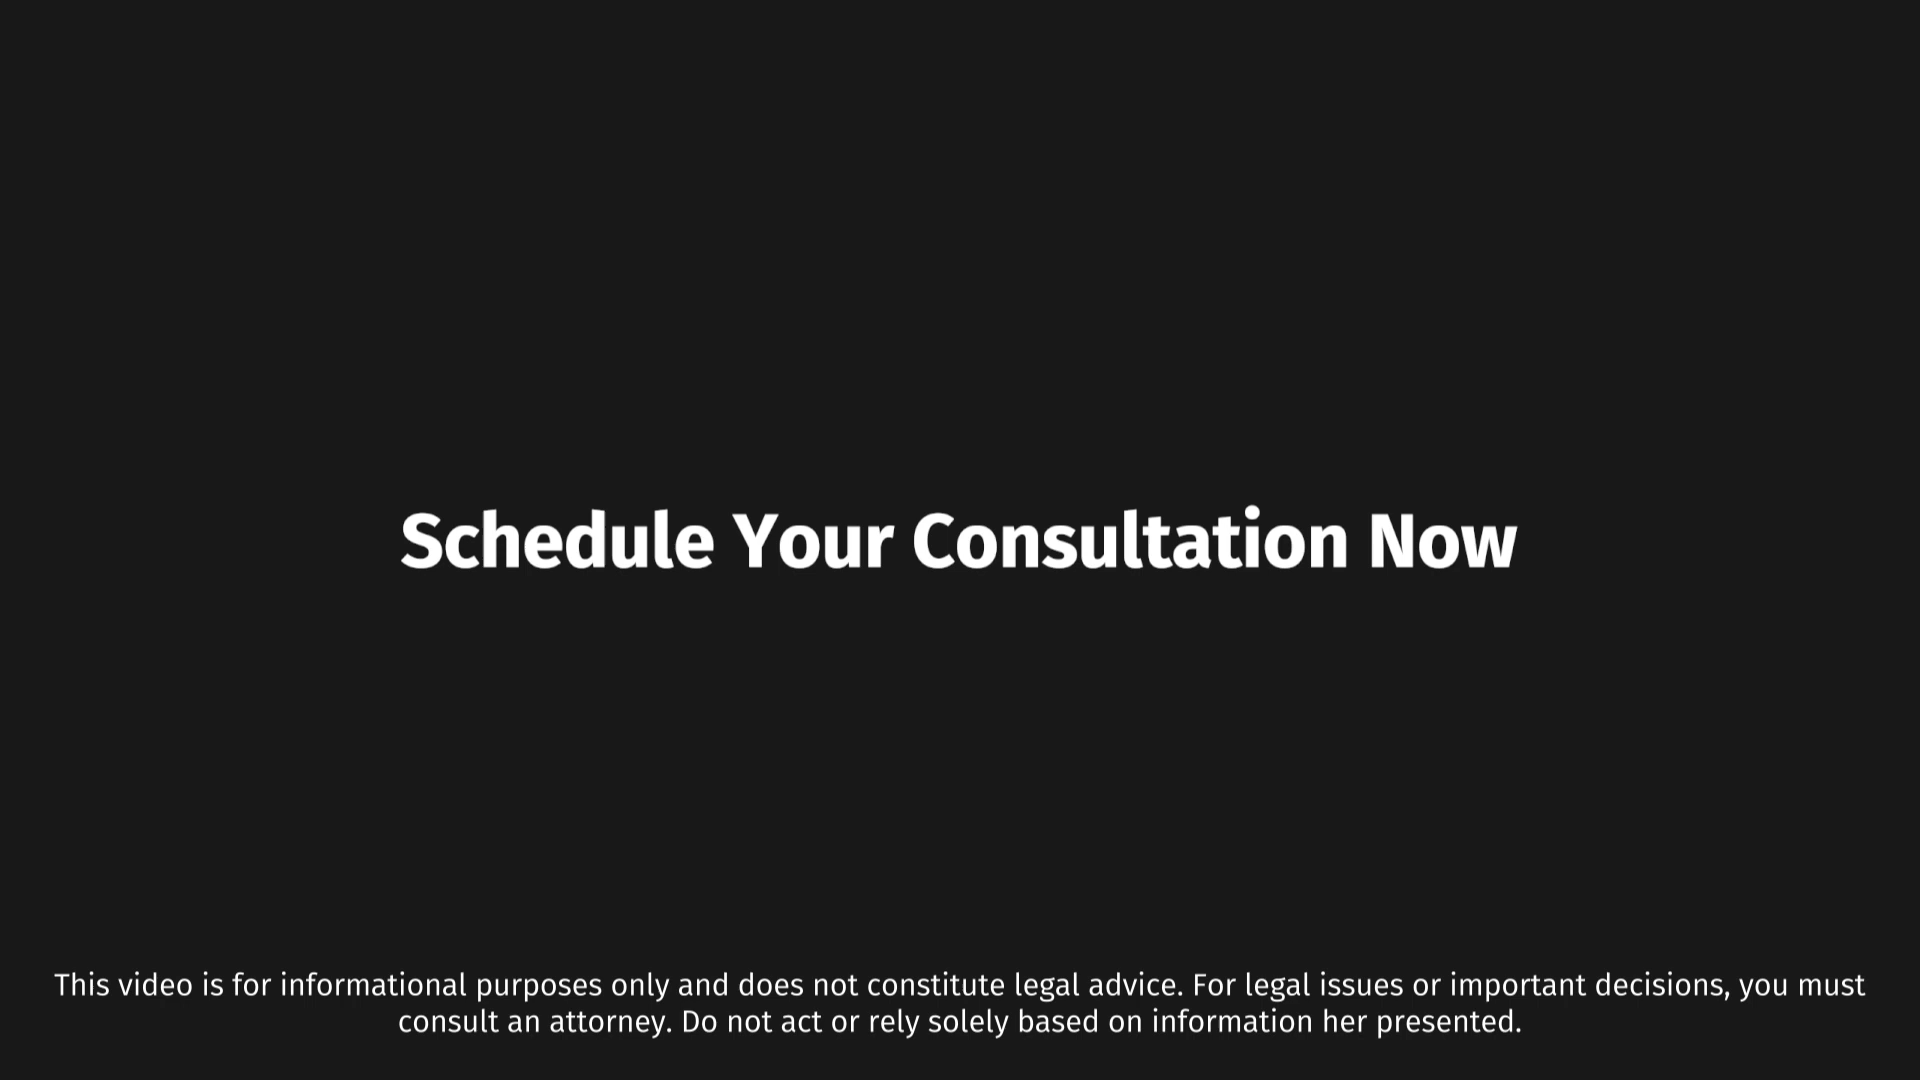 Schedule Your Consultation Now
This video is for informational purposes only and does not constitute legal advice. For legal issues or important decisions, you must
consult an attorney. Do not act or rely solely based on information her presented.